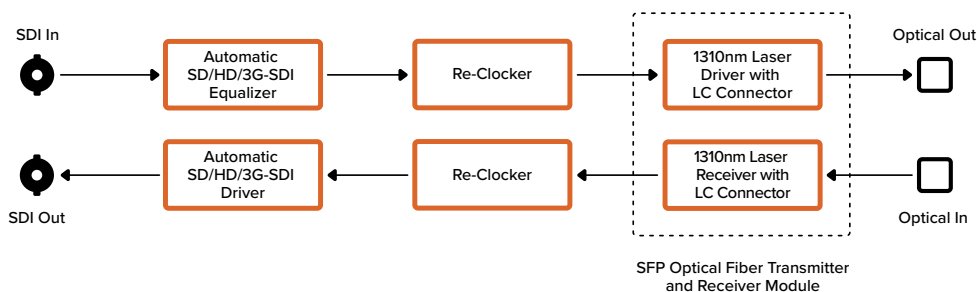 SDI In
Automatic
SD/HD/3G-SDI
Equalizer
Re-Clocker
1310nm Laser
Driver with
LC Connector
Optical Out
SDI Out
Automatic
SD/HD/3G-SDI
Driver
Re-Clocker
1310nm Laser
Receiver with
LC Connector
Optical In
SFP Optical Fiber Transmitter
and Receiver Module